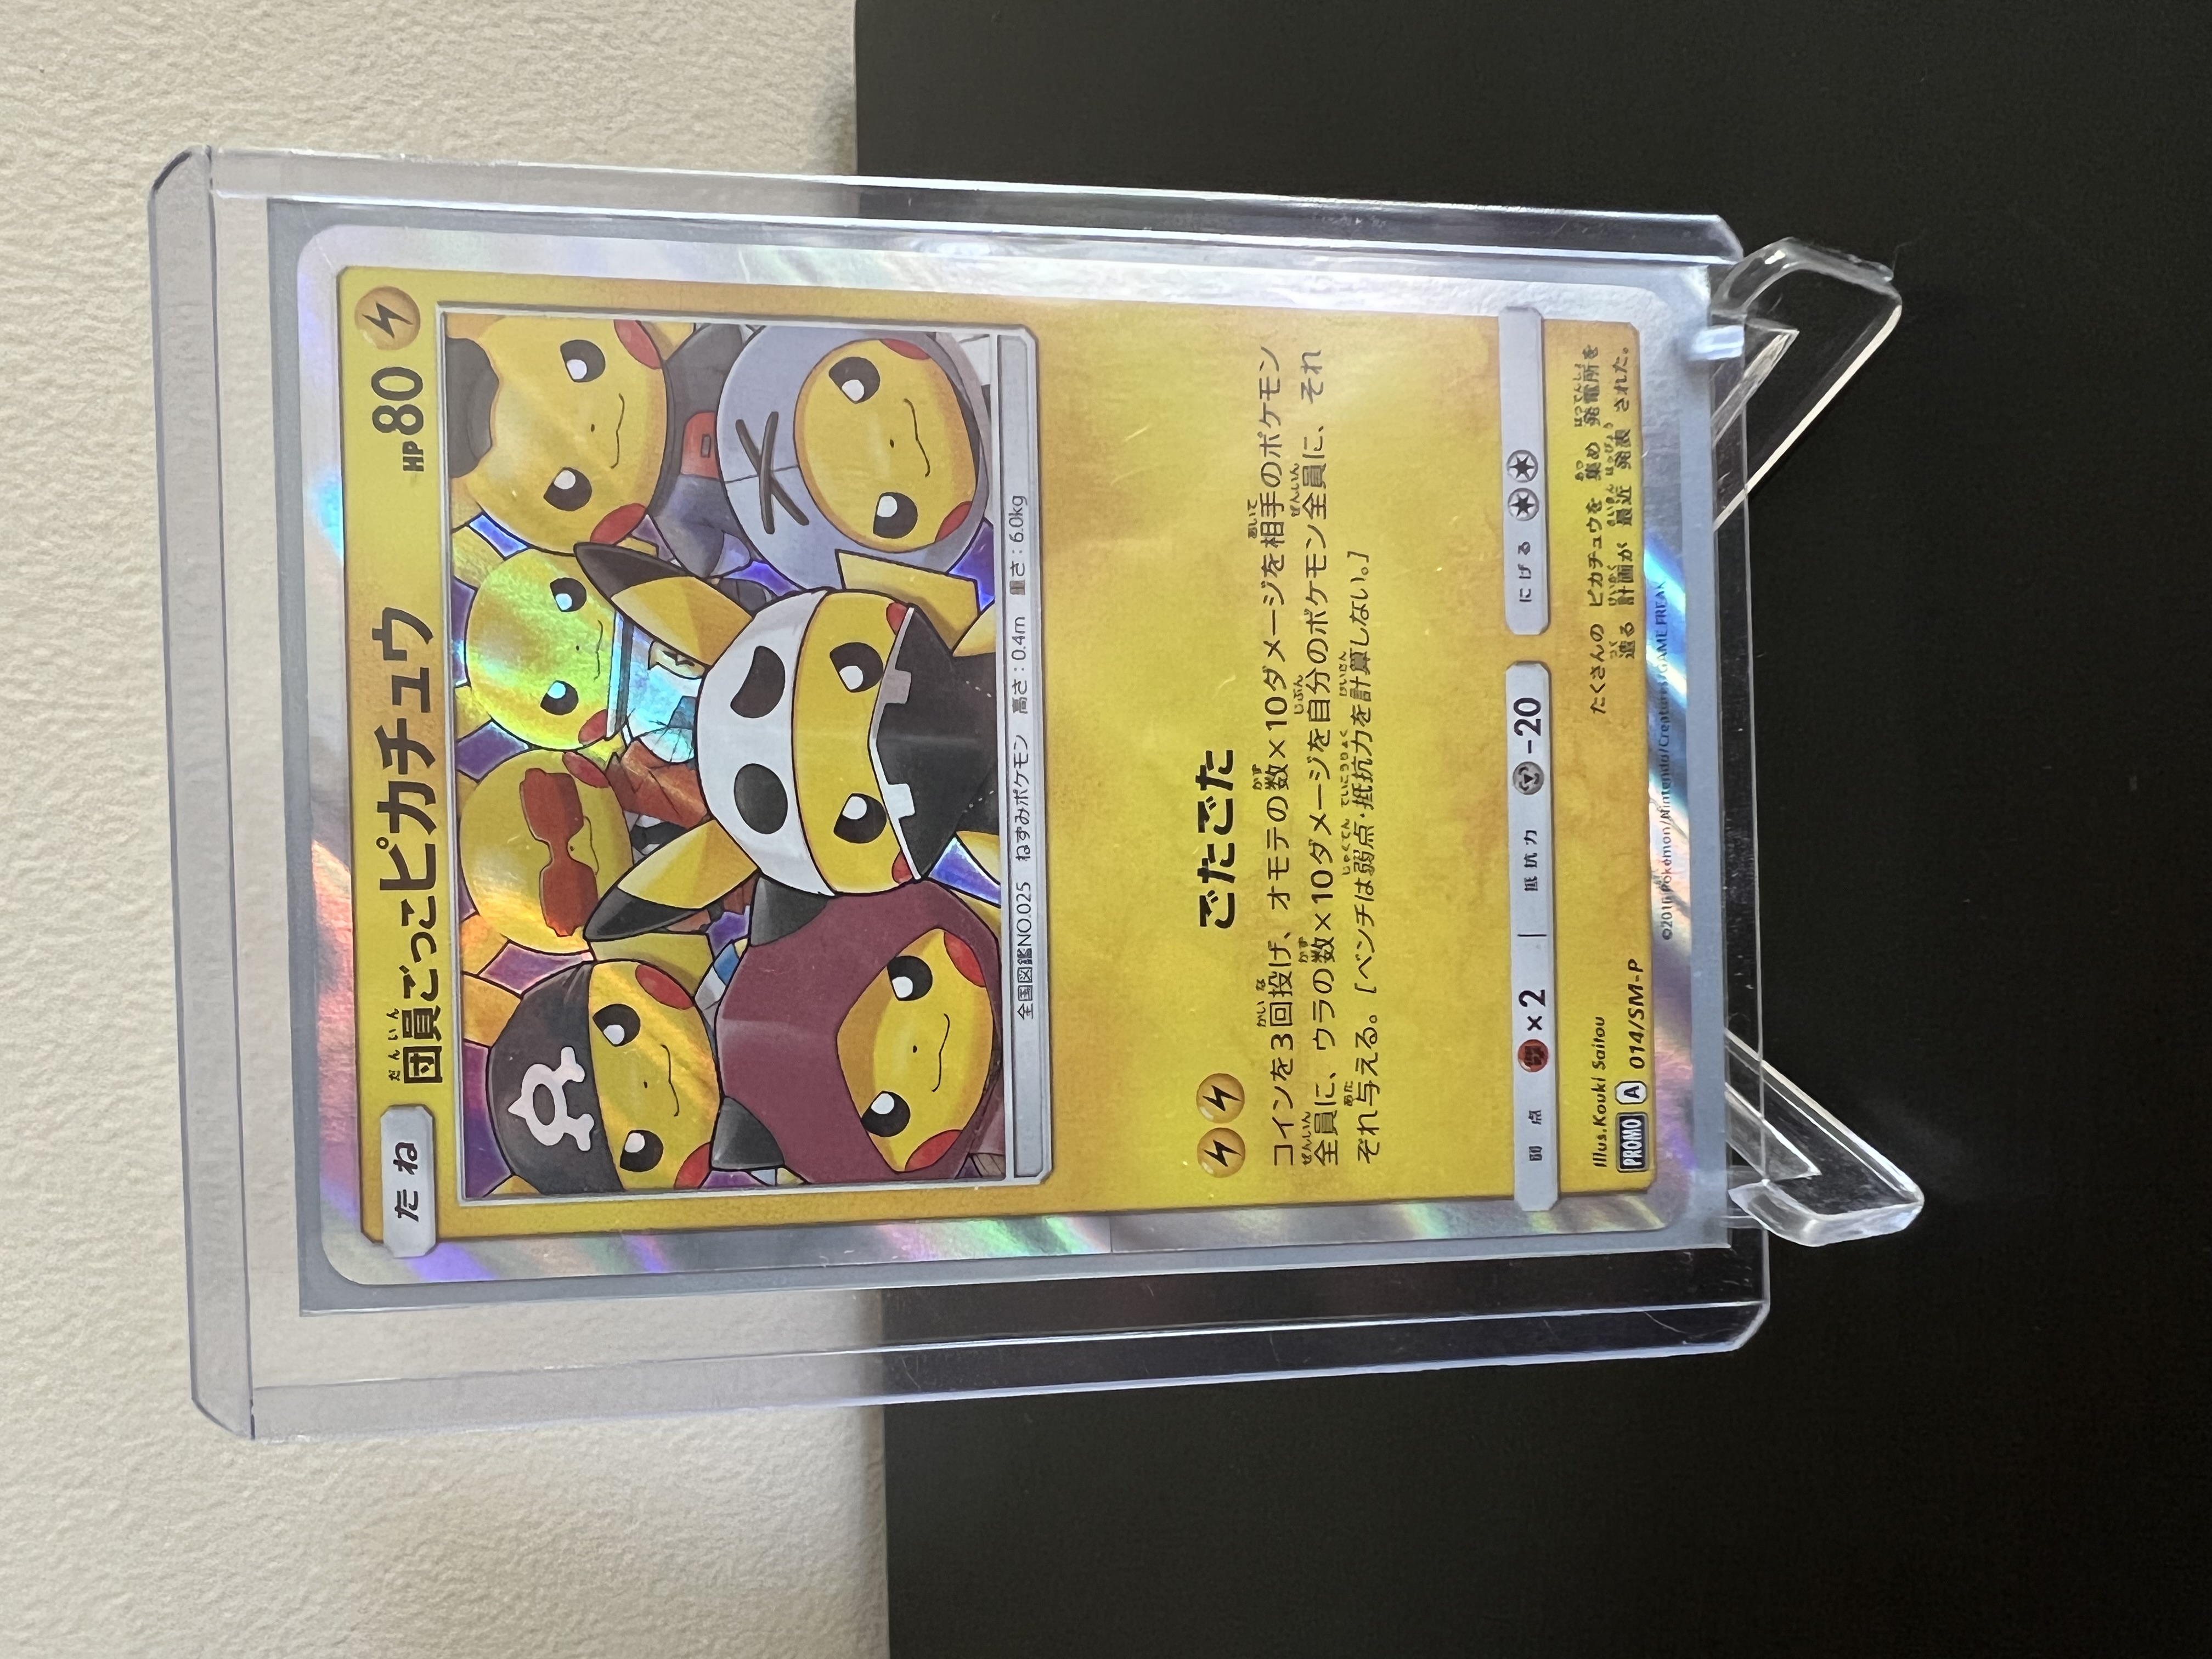 たね
だんいん
団員ごっこピカチュウ
HP80
全国図鑑NO.025 ねずみポケモン 高さ:0.4m 重さ:6.0kg
ごたごた
かい な かず あいて
コインを3回投げ、オモテの数×10ダメージを相手のポケモン
ぜんいん かず じぶん ぜんいん
全員に、ウラの数×10ダメージを自分のポケモン全員に、それ
あた じゃくてん ていこうりょく けいさん
ぞれ与える。[ベンチは弱点・抵抗力を計算しない。]
弱点 ×2 抵抗力 -20 にげる
Illus.Kouki Saitou
PROMO A 014/SM-P
あつ はつでんしょ
たくさんの ピカチュウを 集め 発電所を
つく けいかく さいきん はっぴょう
造る 計画が 最近 発表 された。
©2016 Pokémon/Nintendo/Creatures/GAME FREAK